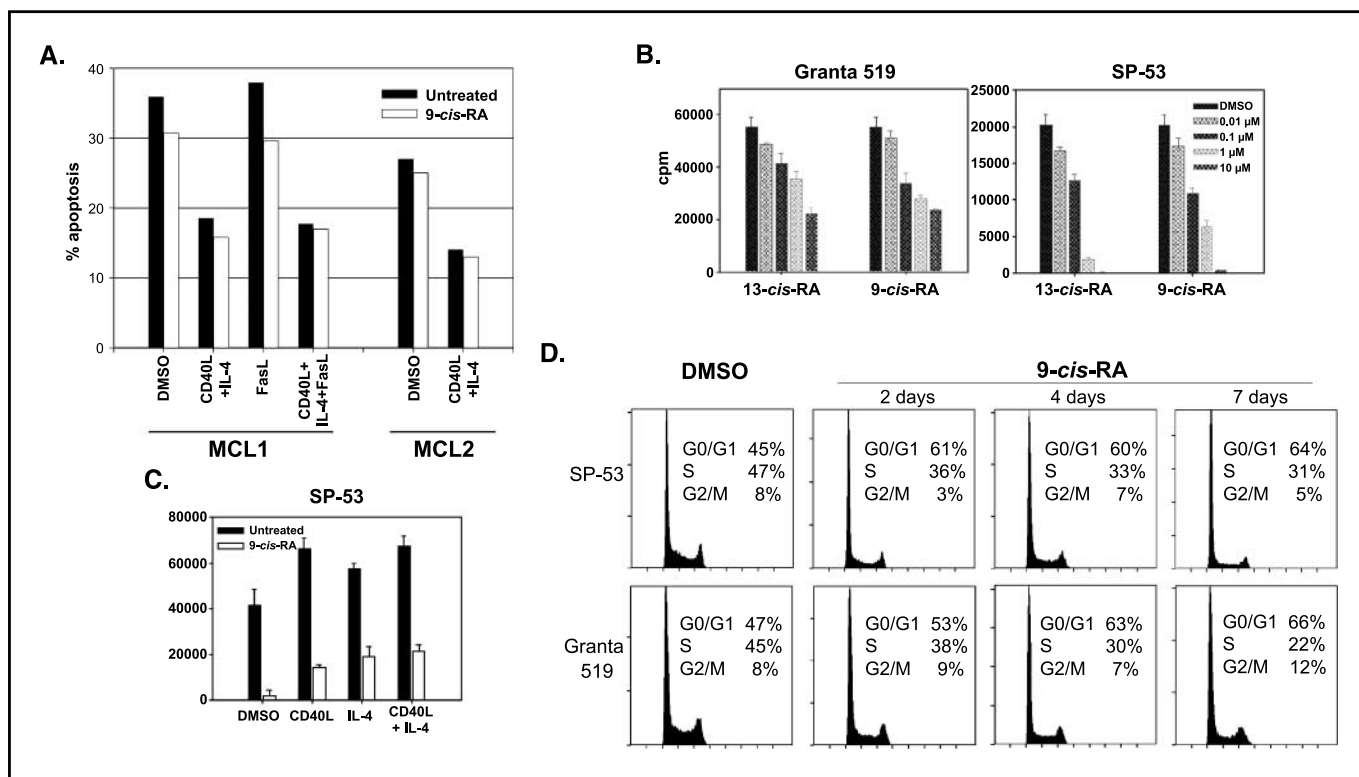 A.
40
30
20
10
0
% apoptosis
Untreated
9-cis-RA
DMSO
CD40L
+IL-4
FasL
CD40L+
IL-4+FasL
DMSO
CD40L
+IL-4
MCL1
MCL2
B.
Granta 519
60000
40000
20000
0
cpm
13-cis-RA
9-cis-RA
SP-53
25000
20000
15000
10000
5000
0
DMSO
0.01 µM
0.1 µM
1 µM
10 µM
13-cis-RA
9-cis-RA
C.
SP-53
80000
60000
40000
20000
0
Untreated
9-cis-RA
DMSO
CD40L
IL-4
CD40L
+ IL-4
D.
DMSO
9-cis-RA
2 days
4 days
7 days
SP-53
G0/G1 45%
S 47%
G2/M 8%
G0/G1 61%
S 36%
G2/M 3%
G0/G1 60%
S 33%
G2/M 7%
G0/G1 64%
S 31%
G2/M 5%
Granta
519
G0/G1 47%
S 45%
G2/M 8%
G0/G1 53%
S 38%
G2/M 9%
G0/G1 63%
S 30%
G2/M 7%
G0/G1 66%
S 22%
G2/M 12%